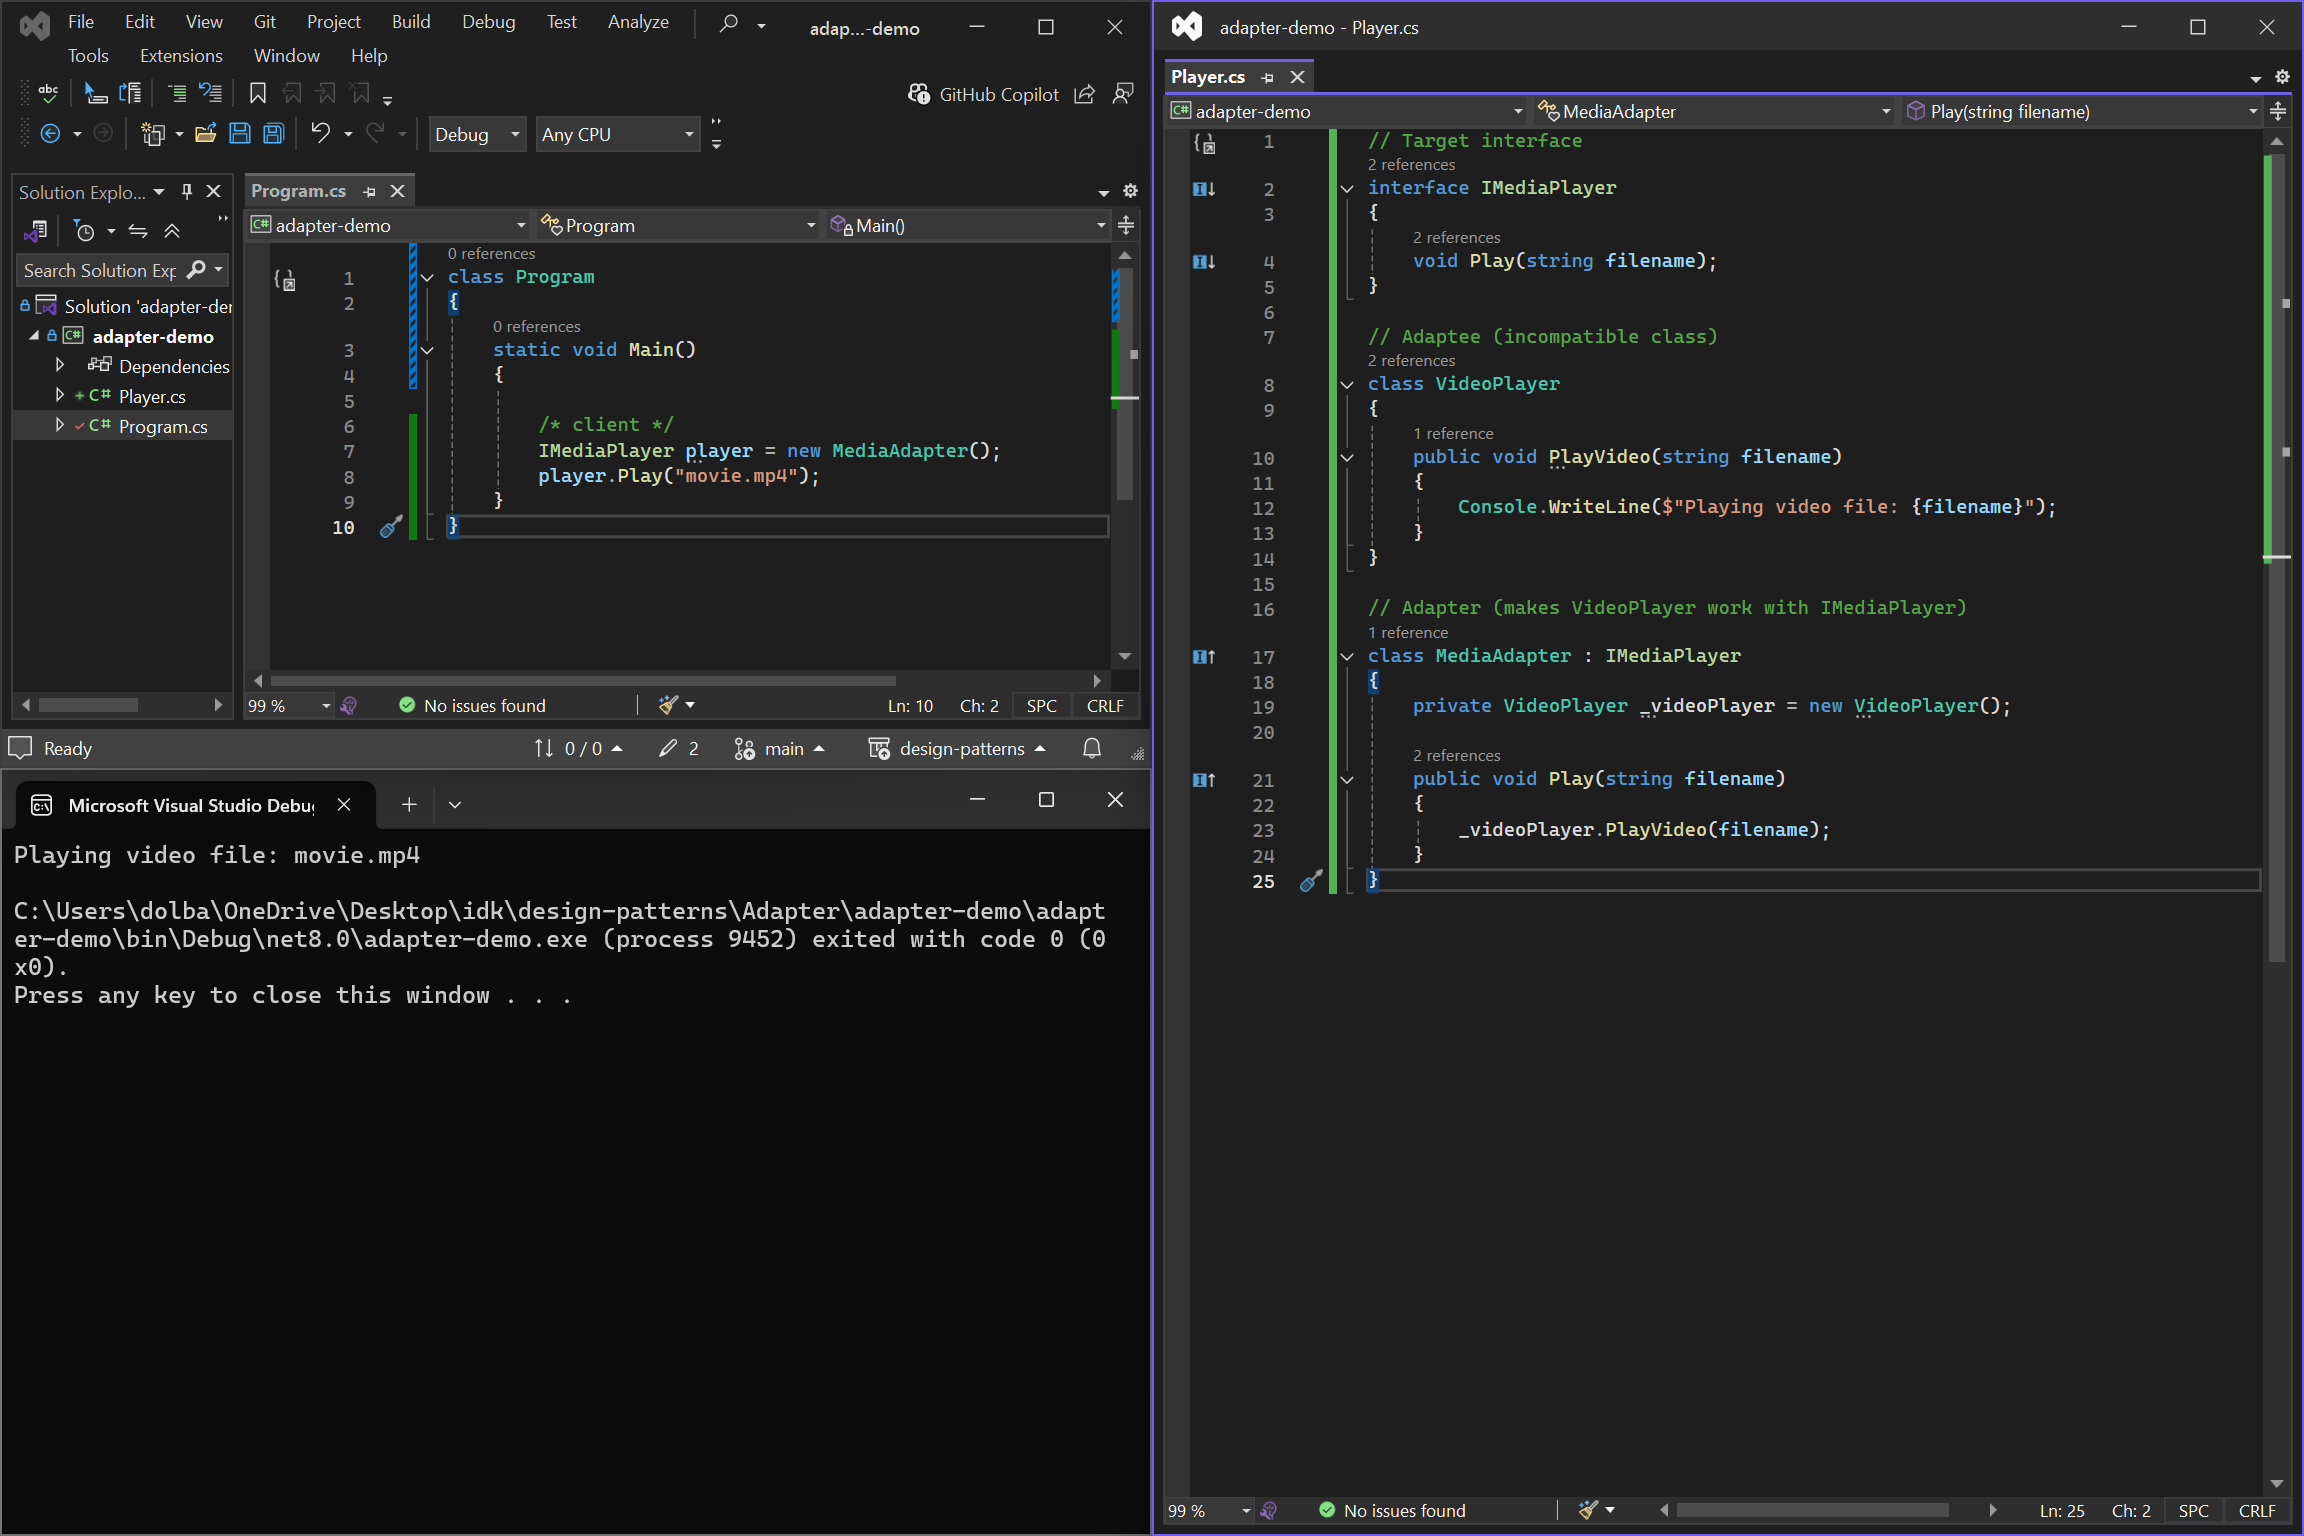 File Edit View Git Project Build Debug Test Analyze adap...-demo
Tools Extensions Window Help
abc
GitHub Copilot
Debug Any CPU
Solution Explo...
Search Solution Exp
Solution 'adapter-der
C# adapter-demo
Dependencies
+ C# Player.cs
C# Program.cs
Program.cs
C# adapter-demo Program Main()
0 references
1 class Program
2 {
0 references
3 static void Main()
4 {
5
6 /* client */
7 IMediaPlayer player = new MediaAdapter();
8 player.Play("movie.mp4");
9 }
10 }
99 % No issues found Ln: 10 Ch: 2 SPC CRLF
Ready 0 / 0 2 main design-patterns
Microsoft Visual Studio Debug
Playing video file: movie.mp4
C:\Users\dolba\OneDrive\Desktop\idk\design-patterns\Adapter\adapter-demo\adapt
er-demo\bin\Debug\net8.0\adapter-demo.exe (process 9452) exited with code 0 (0
x0).
Press any key to close this window . . .
adapter-demo - Player.cs
Player.cs
C# adapter-demo MediaAdapter Play(string filename)
1 // Target interface
2 references
2 interface IMediaPlayer
3 {
2 references
4 void Play(string filename);
5 }
6
7 // Adaptee (incompatible class)
2 references
8 class VideoPlayer
9 {
1 reference
10 public void PlayVideo(string filename)
11 {
12 Console.WriteLine($"Playing video file: {filename}");
13 }
14 }
15
16 // Adapter (makes VideoPlayer work with IMediaPlayer)
1 reference
17 class MediaAdapter : IMediaPlayer
18 {
19 private VideoPlayer _videoPlayer = new VideoPlayer();
20
2 references
21 public void Play(string filename)
22 {
23 _videoPlayer.PlayVideo(filename);
24 }
25 }
99 % No issues found Ln: 25 Ch: 2 SPC CRLF